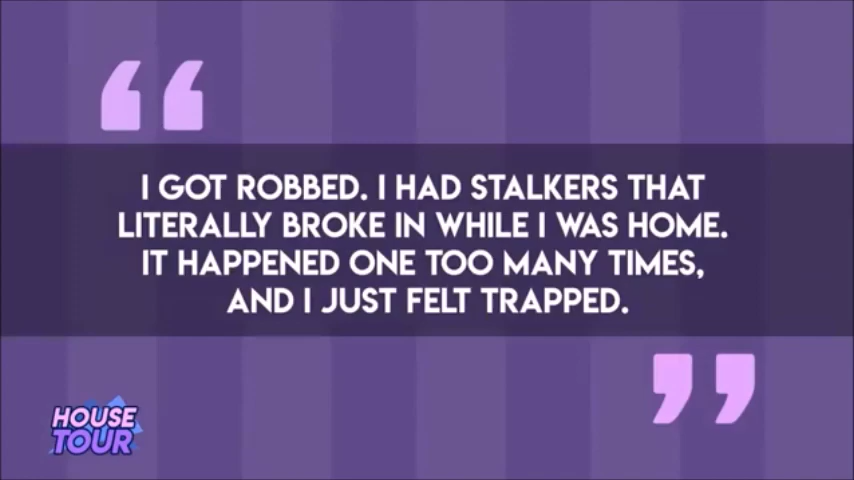 I GOT ROBBED. I HAD STALKERS THAT
LITERALLY BROKE IN WHILE I WAS HOME.
IT HAPPENED ONE TOO MANY TIMES,
AND I JUST FELT TRAPPED.
HOUSE
TOUR